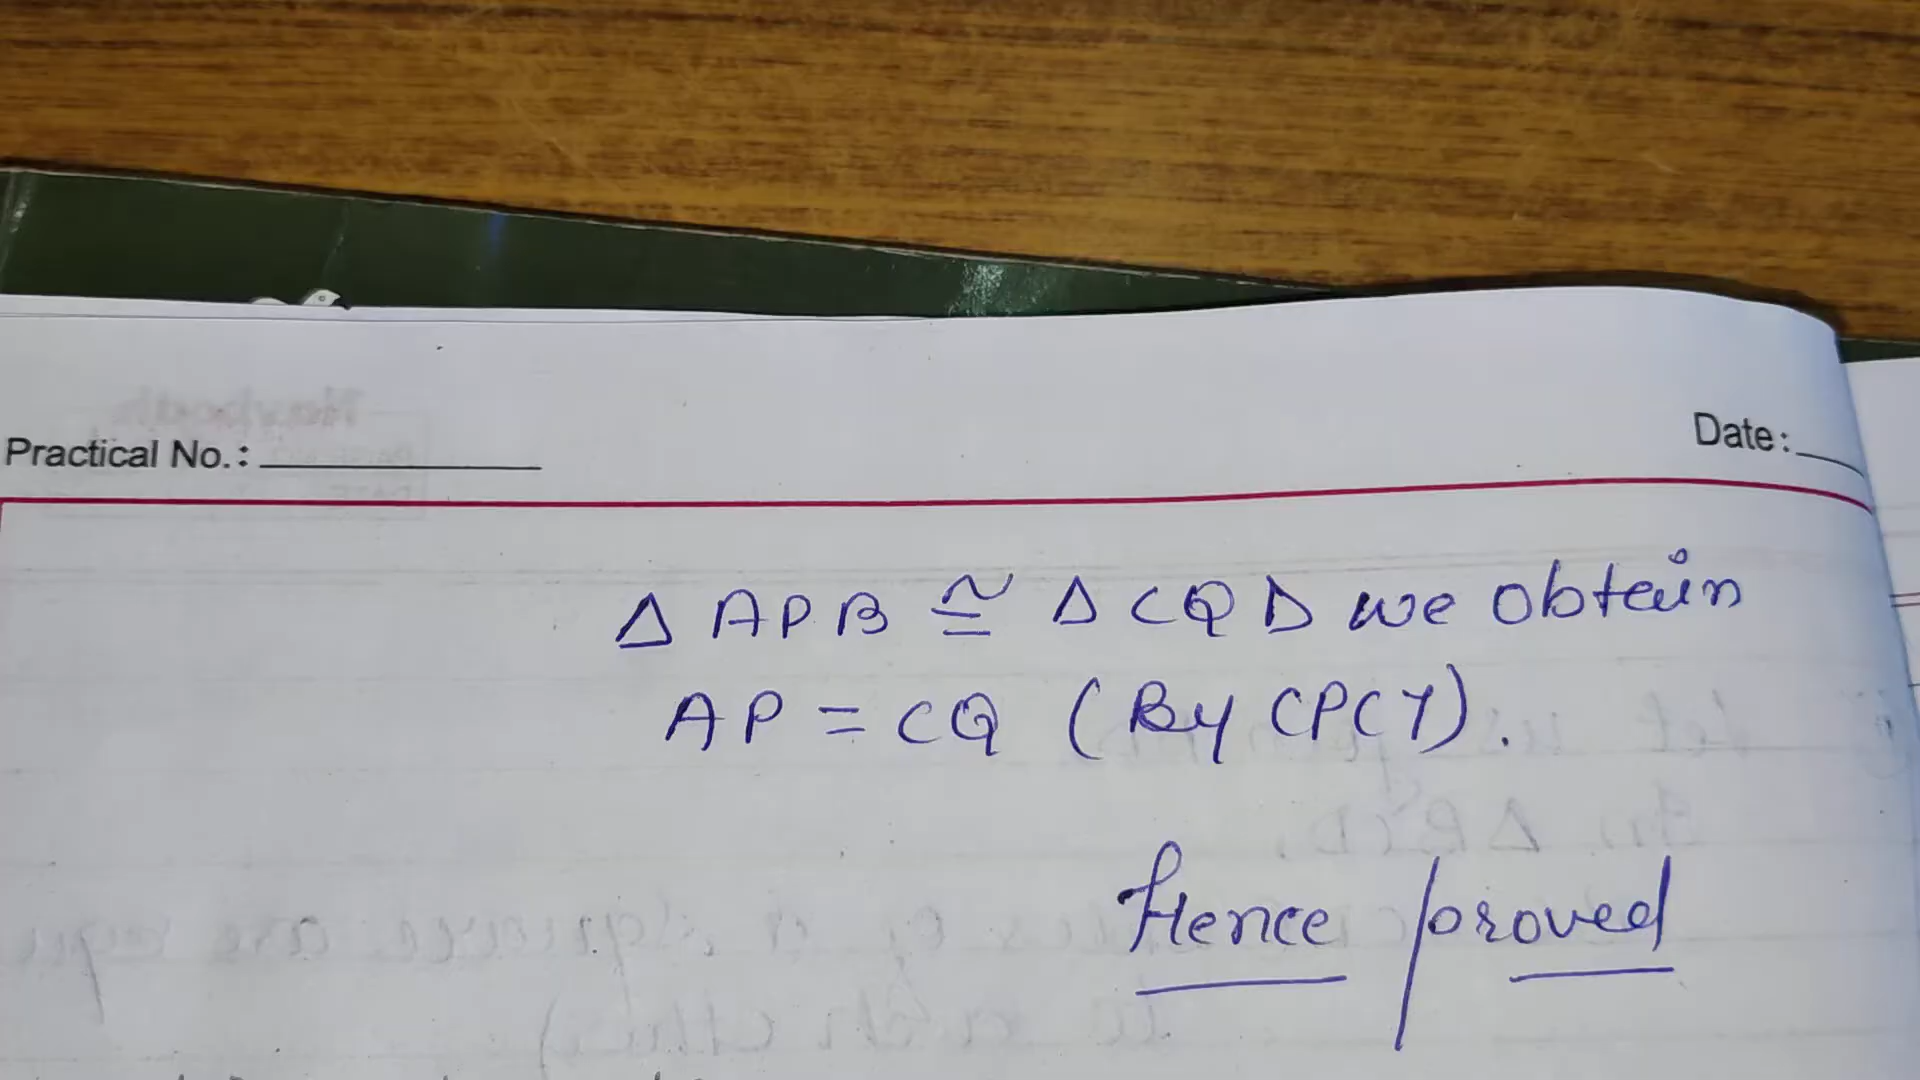 Practical No.:
Date:
Δ APB ≅ Δ CQD we obtain
AP = CQ (By CPCT).
Hence proved